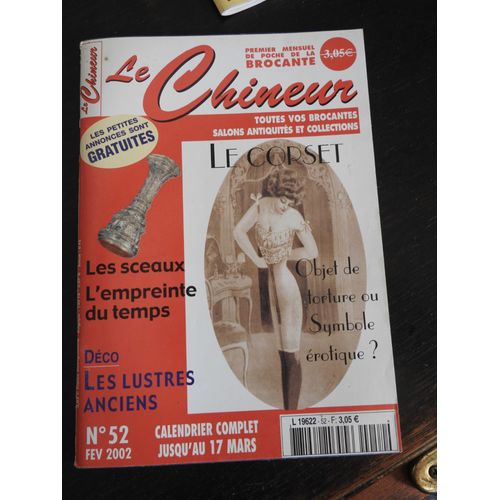 Le Chineur
PREMIER MENSUEL
DE POCHE DE LA
BROCANTE
3,05€
Le Chineur
TOUTES VOS BROCANTES
SALONS ANTIQUITÉS ET COLLECTIONS
LES PETITES
ANNONCES SONT
GRATUITES
LE CORSET
Objet de
torture ou
Symbole
érotique ?
Les sceaux
L'empreinte
du temps
DÉCO
LES LUSTRES
ANCIENS
N° 52
FEV 2002
CALENDRIER COMPLET
JUSQU'AU 17 MARS
L 19622 - 52 - F: 3,05 €